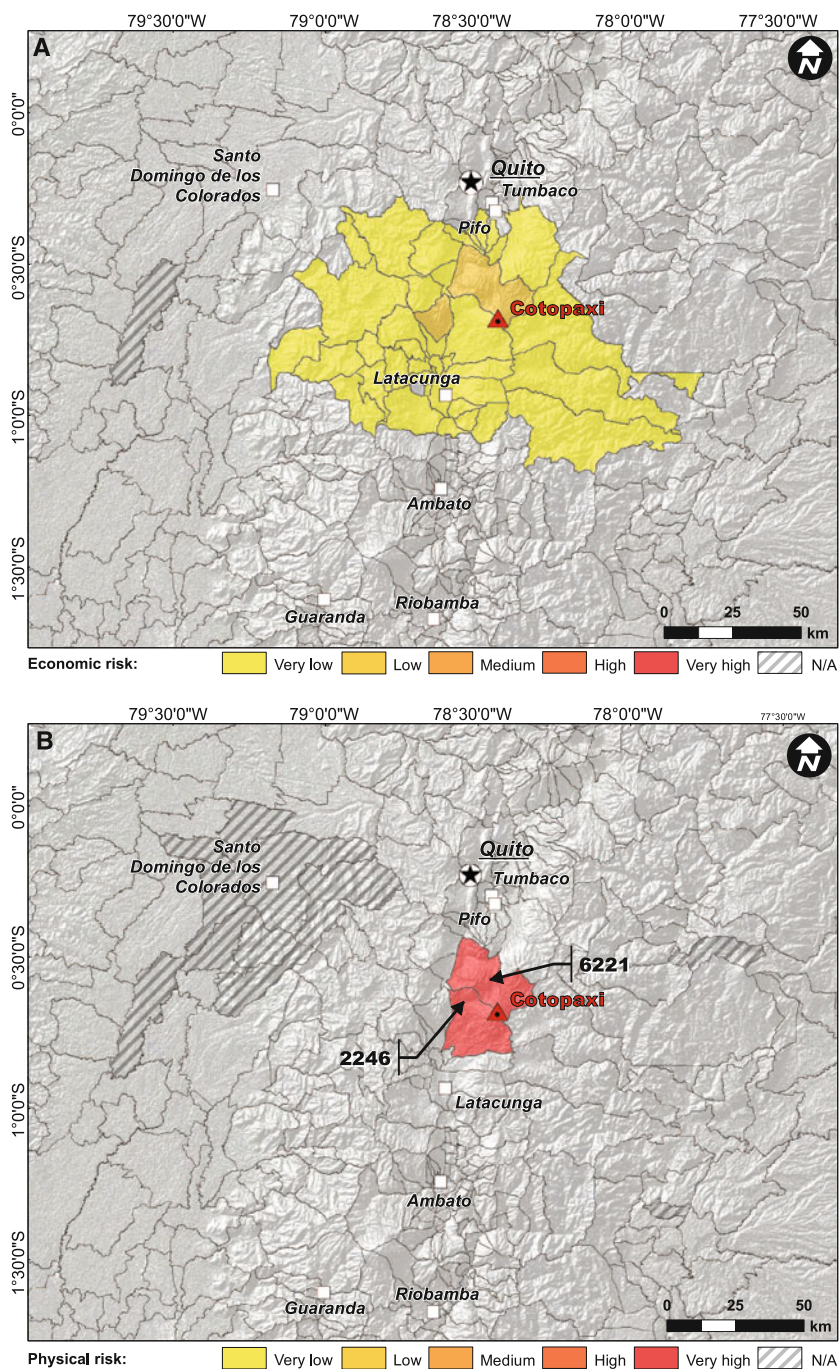 79°30'0"W 79°0'0"W 78°30'0"W 78°0'0"W 77°30'0"W
A
N
0°0'0"
0°30'0"S
1°0'0"S
1°30'0"S
Santo
Domingo de los
Colorados
Quito
Tumbaco
Pifo
Cotopaxi
Latacunga
Ambato
Guaranda
Riobamba
0 25 50
km
Economic risk: Very low Low Medium High Very high N/A
79°30'0"W 79°0'0"W 78°30'0"W 78°0'0"W 77°30'0"W
B
N
0°0'0"
0°30'0"S
1°0'0"S
1°30'0"S
Santo
Domingo de los
Colorados
Quito
Tumbaco
Pifo
6221
Cotopaxi
2246
Latacunga
Ambato
Guaranda
Riobamba
0 25 50
km
Physical risk: Very low Low Medium High Very high N/A